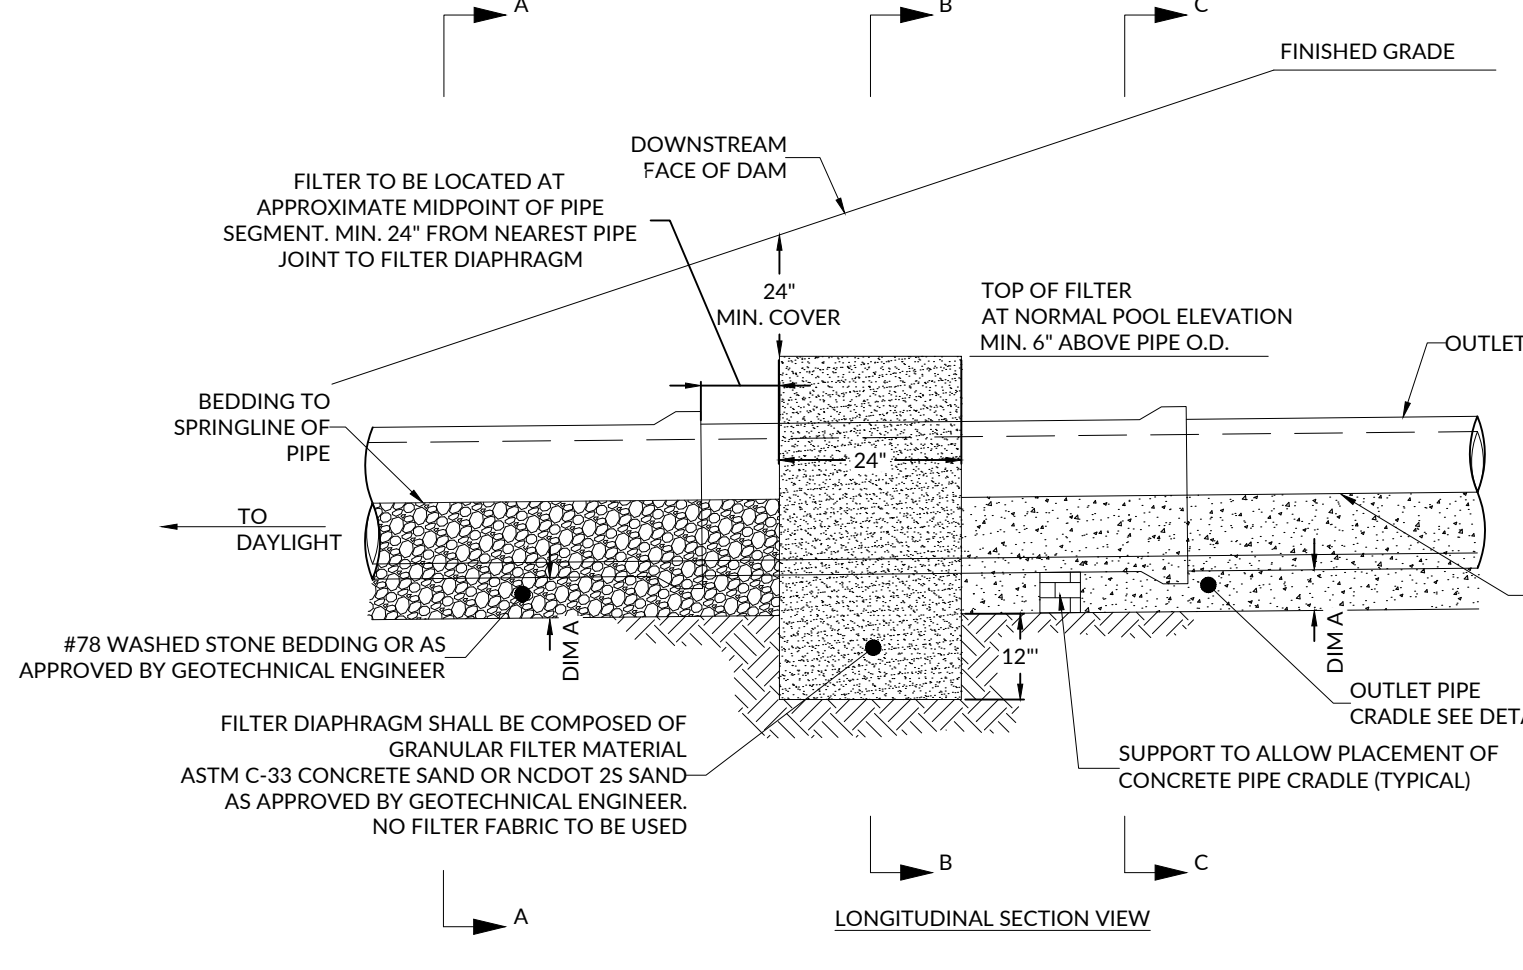 A
B
C
FINISHED GRADE
DOWNSTREAM
FACE OF DAM
FILTER TO BE LOCATED AT
APPROXIMATE MIDPOINT OF PIPE
SEGMENT. MIN. 24" FROM NEAREST PIPE
JOINT TO FILTER DIAPHRAGM
24"
MIN. COVER
TOP OF FILTER
AT NORMAL POOL ELEVATION
MIN. 6" ABOVE PIPE O.D.
OUTLET
BEDDING TO
SPRINGLINE OF
PIPE
24"
TO
DAYLIGHT
#78 WASHED STONE BEDDING OR AS
APPROVED BY GEOTECHNICAL ENGINEER
DIM A
12"'
DIM A
OUTLET PIPE
CRADLE SEE DETA
FILTER DIAPHRAGM SHALL BE COMPOSED OF
GRANULAR FILTER MATERIAL
ASTM C-33 CONCRETE SAND OR NCDOT 2S SAND
AS APPROVED BY GEOTECHNICAL ENGINEER.
NO FILTER FABRIC TO BE USED
SUPPORT TO ALLOW PLACEMENT OF
CONCRETE PIPE CRADLE (TYPICAL)
B
C
A
LONGITUDINAL SECTION VIEW